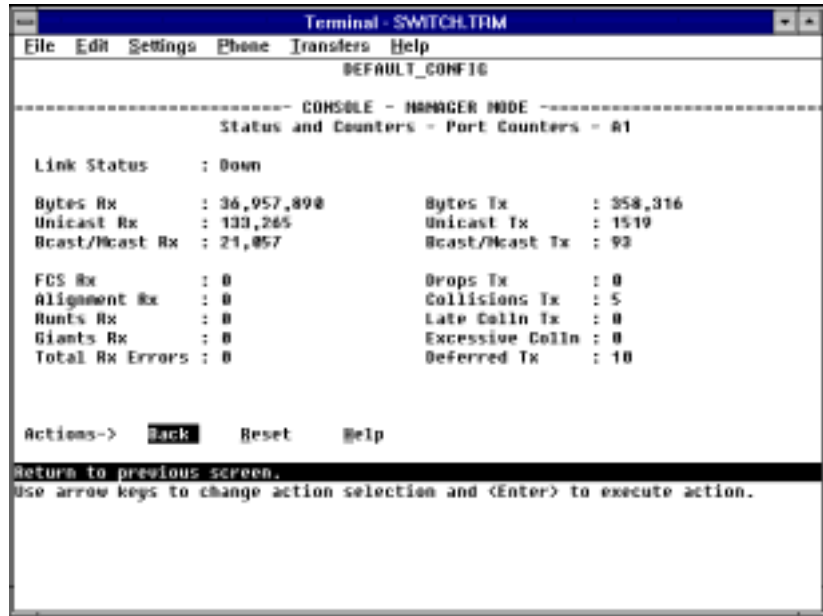 Terminal - SWITCH.TRM
File Edit Settings Phone Transfers Help
DEFAULT_CONFIG
==========================- CONSOLE - MANAGER MODE -==========================
Status and Counters - Port Counters - A1
Link Status : Down
Bytes Rx : 36,957,890 Bytes Tx : 358,316
Unicast Rx : 133,265 Unicast Tx : 1519
Bcast/Mcast Rx : 21,057 Bcast/Mcast Tx : 93
FCS Rx : 0 Drops Tx : 0
Alignment Rx : 0 Collisions Tx : 5
Runts Rx : 0 Late Colln Tx : 0
Giants Rx : 0 Excessive Colln : 0
Total Rx Errors : 0 Deferred Tx : 10
Actions-> Back Reset Help
Return to previous screen.
Use arrow keys to change action selection and <Enter> to execute action.